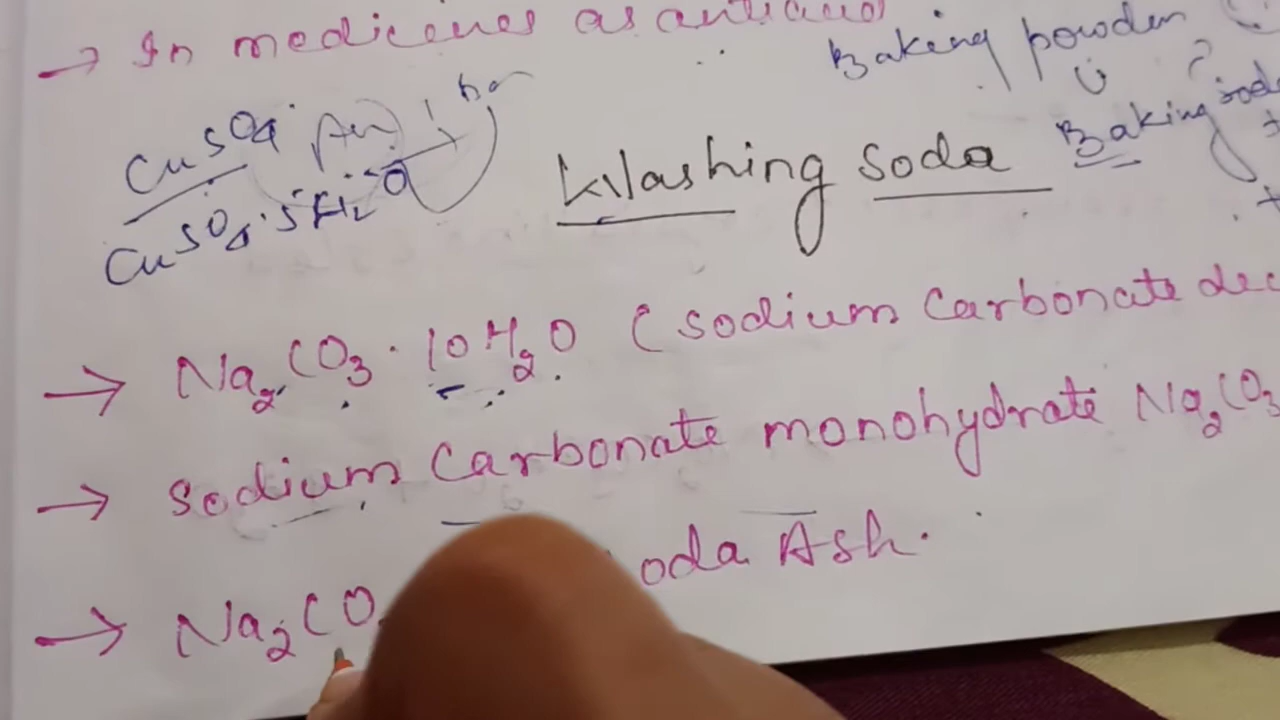 → In medicines as antiacid
Baking powder
CuSO₄
Baking soda
CuSO₄·5H₂O
Washing Soda
→ Na₂CO₃·10H₂O (Sodium Carbonate dec
→ Sodium Carbonate monohydrate Na₂CO₃
→ Na₂CO oda Ash.